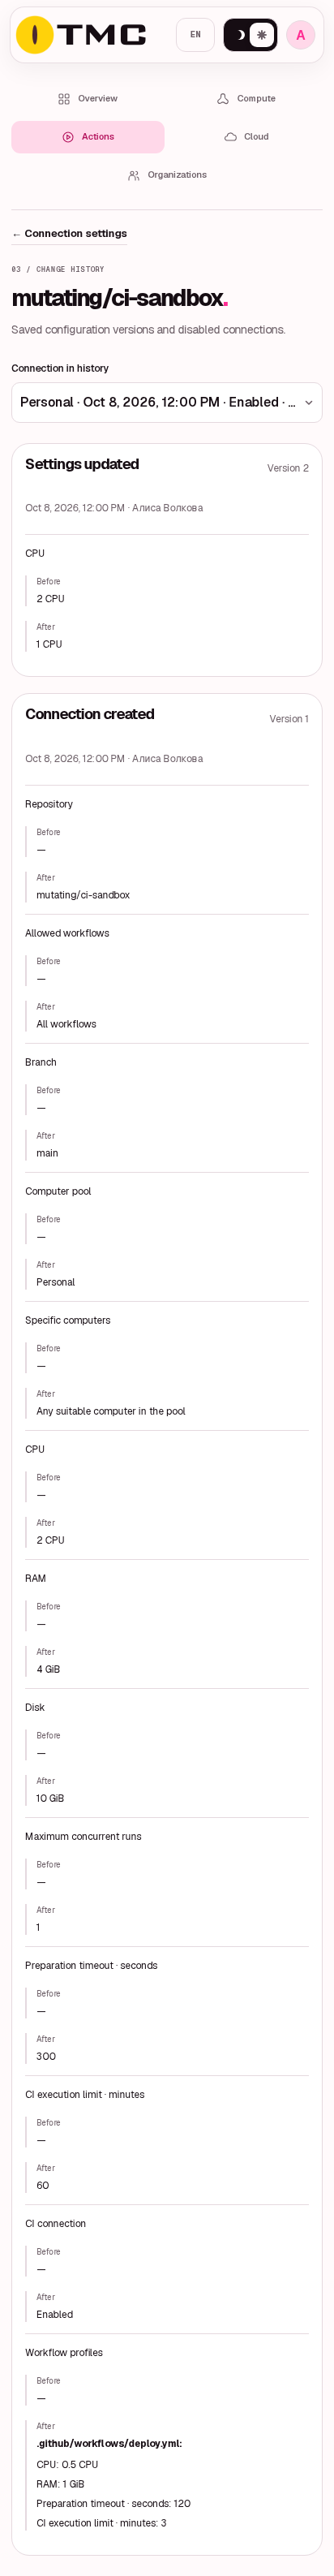 TMC
EN
A
Overview
Compute
Actions
Cloud
Organizations
← Connection settings
03 / CHANGE HISTORY
mutating/ci-sandbox.
Saved configuration versions and disabled connections.
Connection in history
Personal · Oct 8, 2026, 12:00 PM · Enabled · ...
Settings updated
Version 2
Oct 8, 2026, 12:00 PM · Алиса Волкова
CPU
Before
2 CPU
After
1 CPU
Connection created
Version 1
Oct 8, 2026, 12:00 PM · Алиса Волкова
Repository
Before
—
After
mutating/ci-sandbox
Allowed workflows
Before
—
After
All workflows
Branch
Before
—
After
main
Computer pool
Before
—
After
Personal
Specific computers
Before
—
After
Any suitable computer in the pool
CPU
Before
—
After
2 CPU
RAM
Before
—
After
4 GiB
Disk
Before
—
After
10 GiB
Maximum concurrent runs
Before
—
After
1
Preparation timeout · seconds
Before
—
After
300
CI execution limit · minutes
Before
—
After
60
CI connection
Before
—
After
Enabled
Workflow profiles
Before
—
After
.github/workflows/deploy.yml:
CPU: 0.5 CPU
RAM: 1 GiB
Preparation timeout · seconds: 120
CI execution limit · minutes: 3